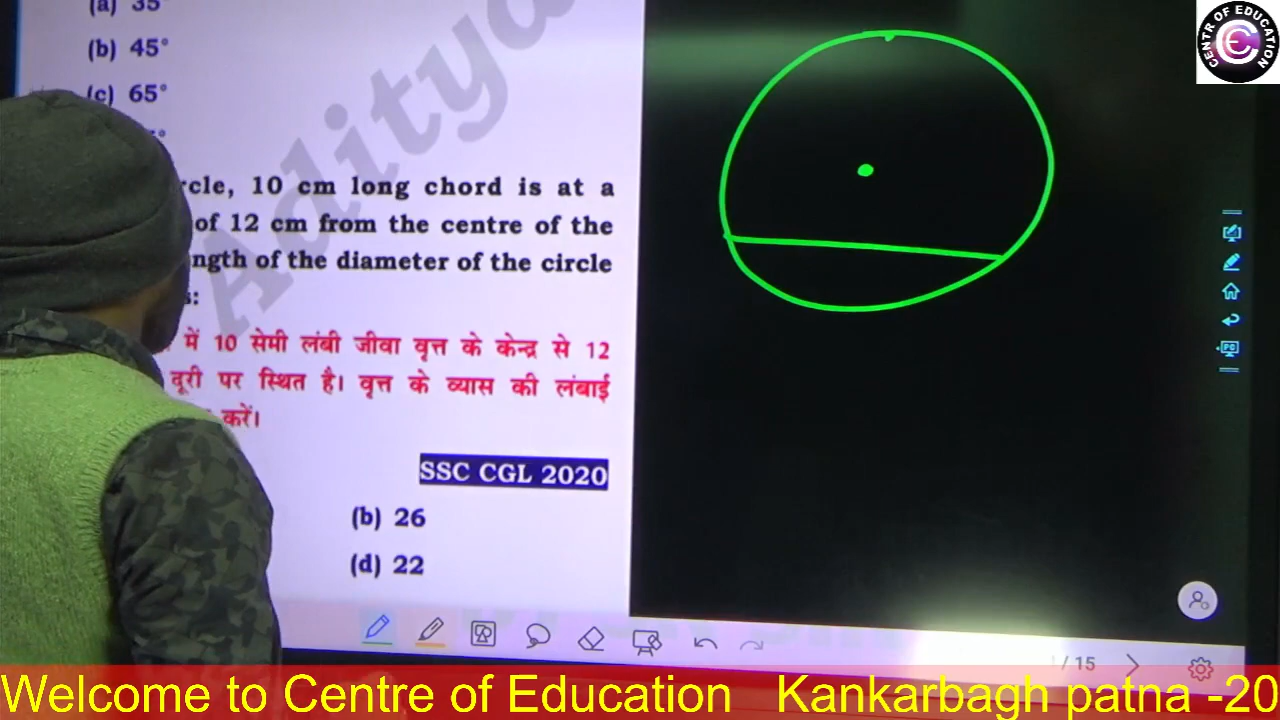 (a) 35°
(b) 45°
(c) 65°
10 cm long chord is at a
of 12 cm from the centre of the
of the diameter of the circle
में 10 सेमी लंबी जीवा वृत्त के केन्द्र से 12
दूरी पर स्थित है। वृत्त के व्यास की लंबाई
करें।
SSC CGL 2020
(b) 26
(d) 22
Aditya
/ 15
CENTR OF EDUCATION
CE
Welcome to Centre of Education Kankarbagh patna -20